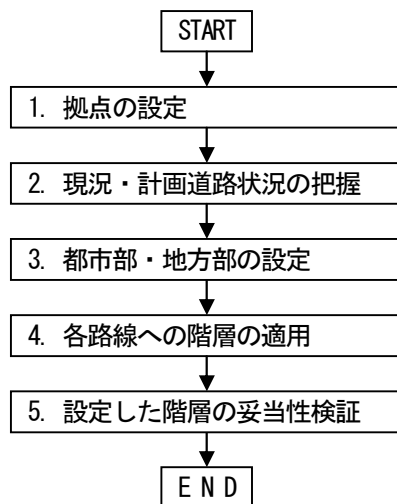 START
1. 拠点の設定
2. 現況・計画道路状況の把握
3. 都市部・地方部の設定
4. 各路線への階層の適用
5. 設定した階層の妥当性検証
E N D